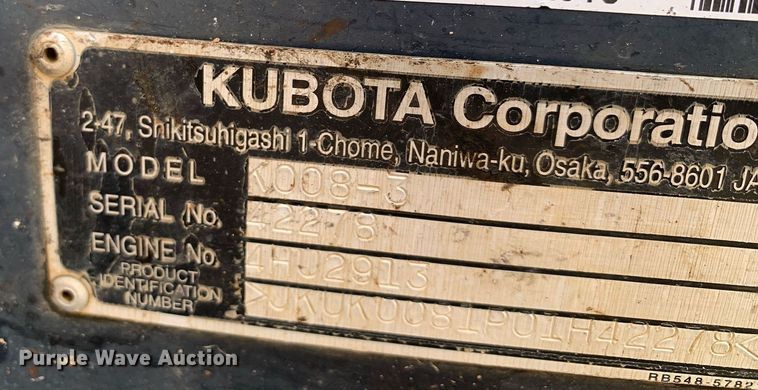 KUBOTA Corporatio
2-47, Shikitsuhigashi 1-Chome, Naniwa-ku, Osaka, 556-8601 JA
MODEL K008-3
SERIAL No. 42278
ENGINE No. 4HJ2913
PRODUCT IDENTIFICATION NUMBER >JKUK0081P01H42278<
Purple Wave Auction
RB548-5782